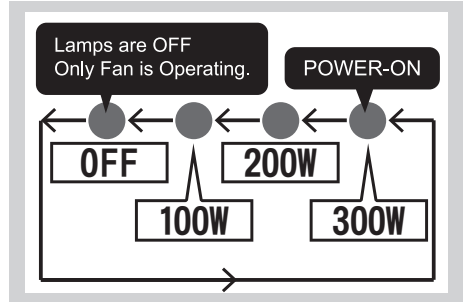 Lamps are OFF
Only Fan is Operating.
POWER-ON
OFF
200W
100W
300W